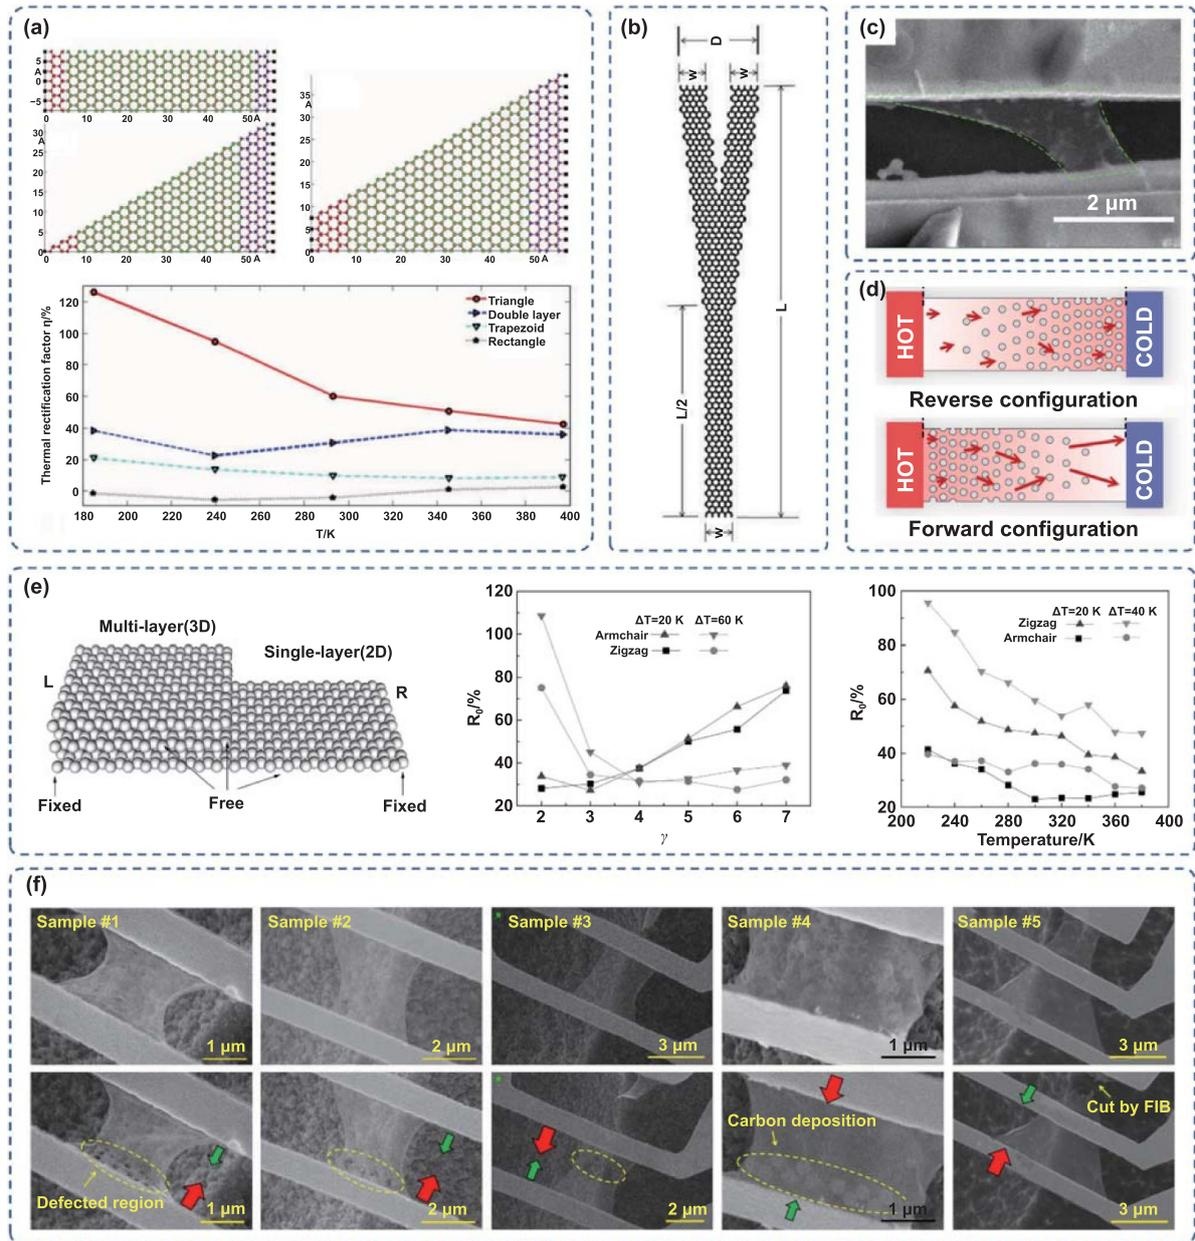 (a)
5
A
0
−5
0 10 20 30 40 50 A
30
A
25
20
15
10
5
0
0 10 20 30 40 50 A
35
A
30
25
20
15
10
5
0
0 10 20 30 40 50 A
Thermal rectification factor η/%
120
100
80
60
40
20
0
180 200 220 240 260 280 300 320 340 360 380 400
T/K
Triangle
Double layer
Trapezoid
Rectangle
(b)
D
w w
L
L/2
w
(c)
2 μm
(d)
HOT COLD
Reverse configuration
HOT COLD
Forward configuration
(e)
Multi-layer(3D)
Single-layer(2D)
L R
Fixed Free Fixed
R₀/%
120
100
80
60
40
20
2 3 4 5 6 7
γ
ΔT=20 K ΔT=60 K
Armchair
Zigzag
R₀/%
100
80
60
40
20
200 240 280 320 360 400
Temperature/K
ΔT=20 K ΔT=40 K
Zigzag
Armchair
(f)
Sample #1 Sample #2 Sample #3 Sample #4 Sample #5
1 μm 2 μm 3 μm 1 μm 3 μm
Carbon deposition
Cut by FIB
Defected region
1 μm 2 μm 2 μm 1 μm 3 μm